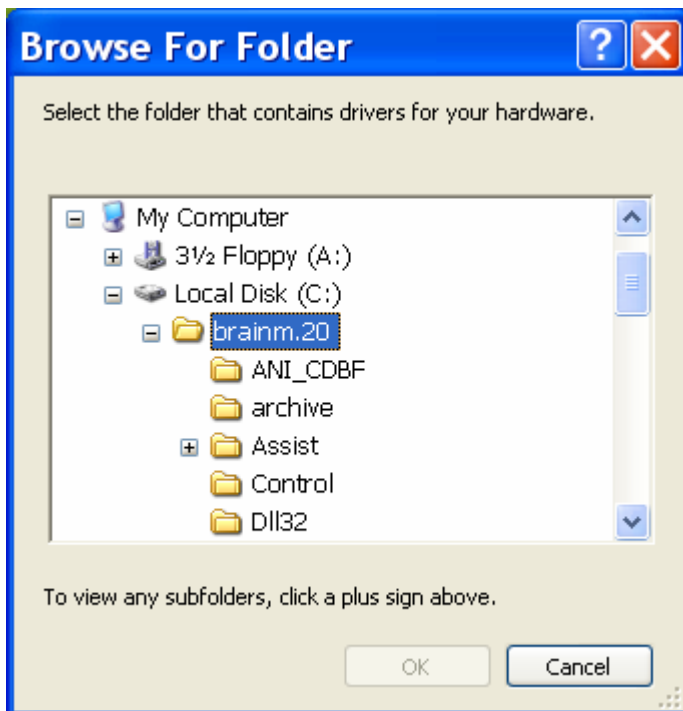 Browse For Folder
Select the folder that contains drivers for your hardware.
My Computer
3½ Floppy (A:)
Local Disk (C:)
brainm.20
ANI_CDBF
archive
Assist
Control
Dll32
To view any subfolders, click a plus sign above.
OK Cancel